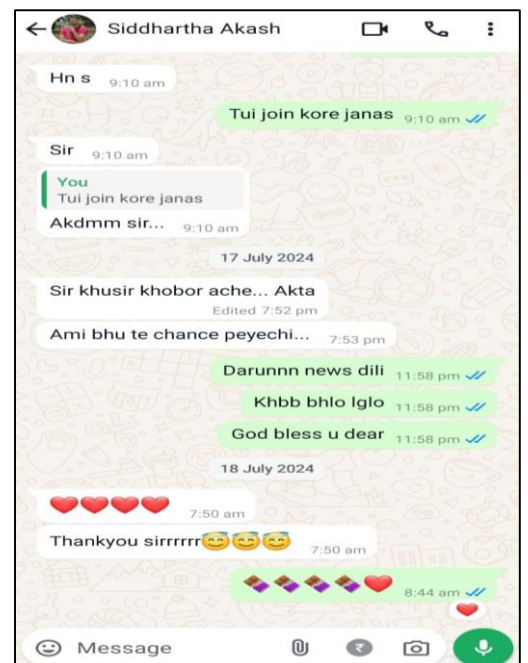 Siddhartha Akash
Hn s 9:10 am
Tui join kore janas 9:10 am
Sir 9:10 am
You
Tui join kore janas
Akdmm sir... 9:10 am
17 July 2024
Sir khusir khobor ache... Akta
Edited 7:52 pm
Ami bhu te chance peyechi... 7:53 pm
Darunnn news dili 11:58 pm
Khbb bhlo lglo 11:58 pm
God bless u dear 11:58 pm
18 July 2024
❤️❤️❤️❤️ 7:50 am
Thankyou sirrrrrr😇😇😇 7:50 am
🍫🍫🍫🍫❤️ 8:44 am
❤️
Message